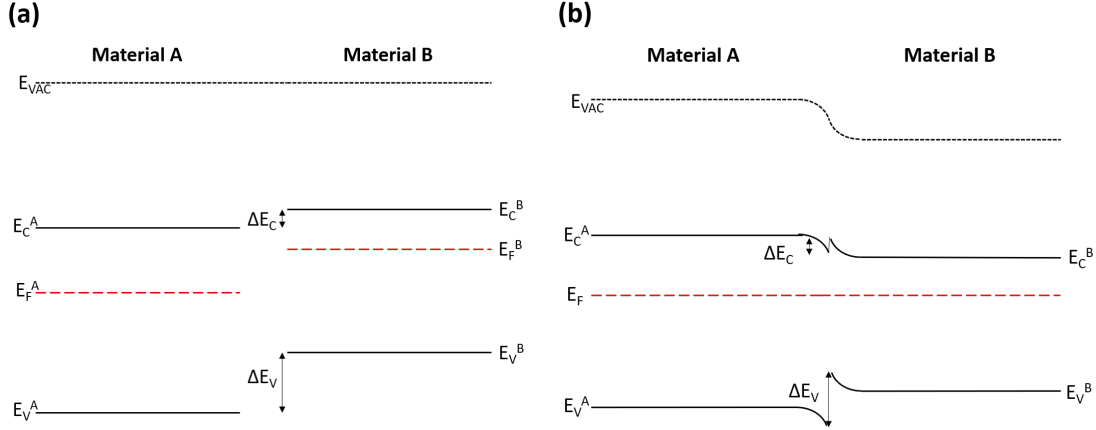 (a)
Material A Material B
E_VAC
E_C^A
ΔE_C
E_C^B
E_F^B
E_F^A
E_V^B
ΔE_V
E_V^A
(b)
Material A Material B
E_VAC
E_C^A
ΔE_C
E_C^B
E_F
ΔE_V
E_V^A
E_V^B